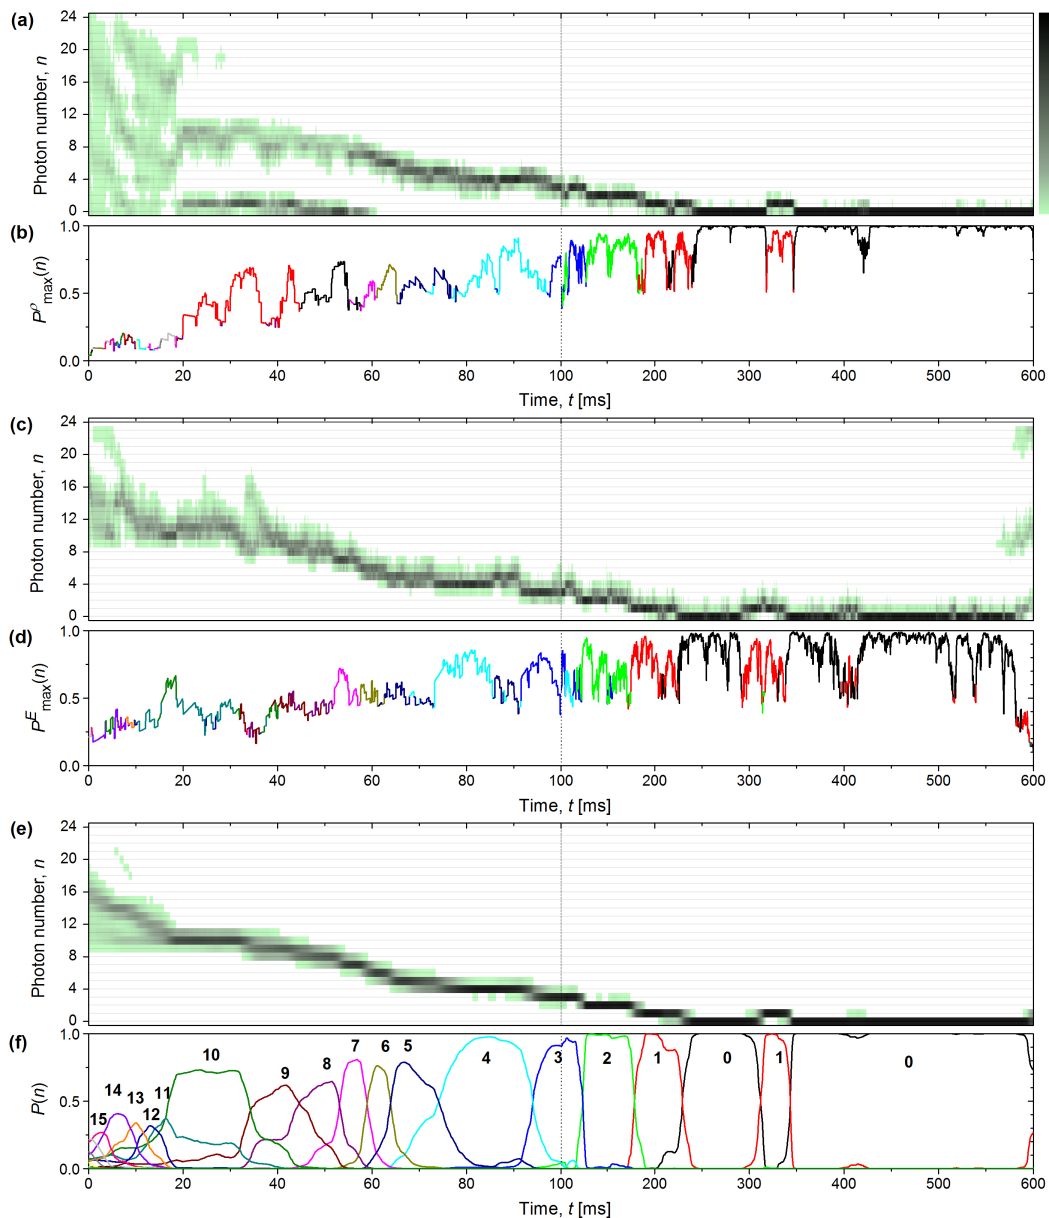 (a)
24
20
16
12
8
4
0
Photon number, n
(b)
1.0
0.5
0.0
P^ρ_max(n)
0 20 40 60 80 100 200 300 400 500 600
Time, t [ms]
(c)
24
20
16
12
8
4
0
Photon number, n
(d)
1.0
0.5
0.0
P^E_max(n)
0 20 40 60 80 100 200 300 400 500 600
Time, t [ms]
(e)
24
20
16
12
8
4
0
Photon number, n
(f)
1.0
0.5
0.0
P(n)
15 14 13 12 11 10 9 8 7 6 5 4 3 2 1 0 1 0
0 20 40 60 80 100 200 300 400 500 600
Time, t [ms]